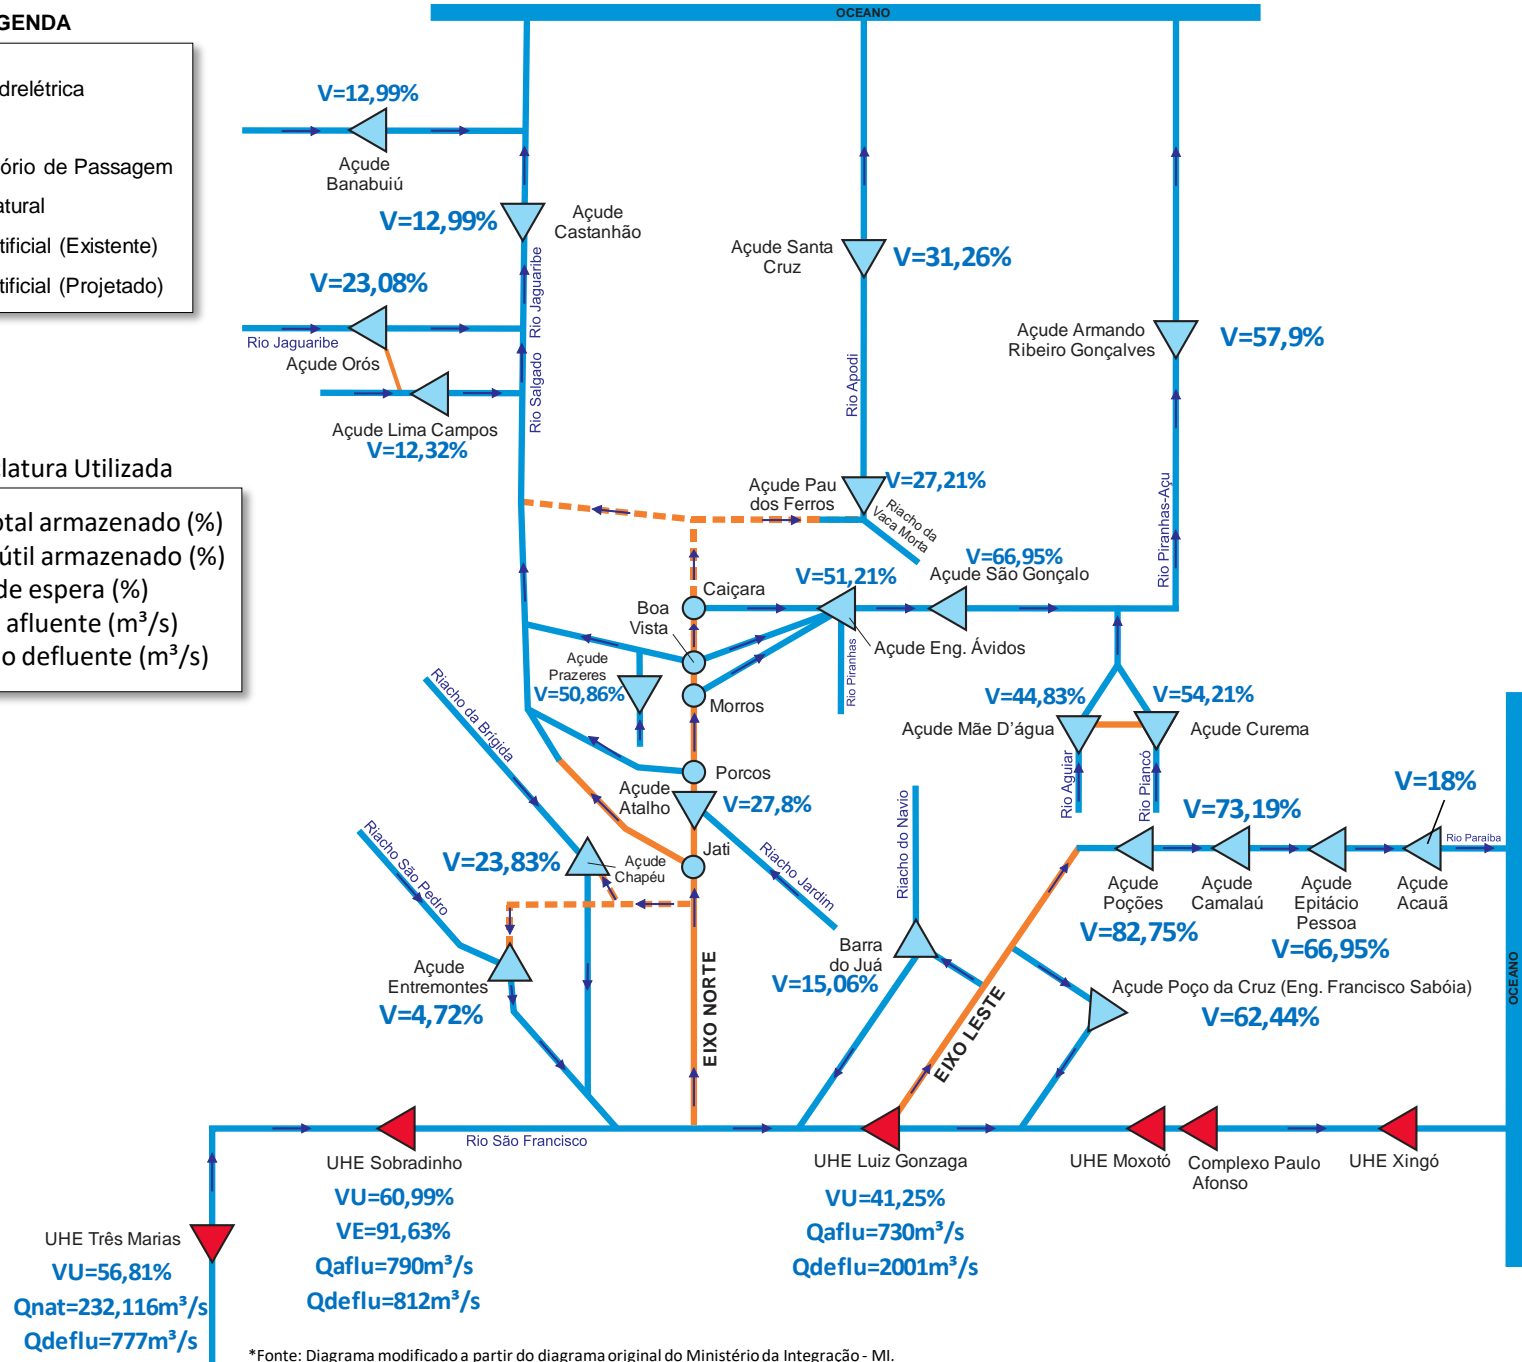 GENDA
drelétrica
ório de Passagem
atural
tificial (Existente)
tificial (Projetado)
OCEANO
V=12,99%
Açude
Banabuiú
V=12,99%
Açude
Castanhão
V=23,08%
Rio Jaguaribe
Rio Jaguaribe
Açude Orós
Rio Salgado
Açude Lima Campos
V=12,32%
Açude Santa
Cruz
V=31,26%
Rio Apodi
Açude Armando
Ribeiro Gonçalves
V=57,9%
Rio Piranhas-Açu
clatura Utilizada
otal armazenado (%)
útil armazenado (%)
de espera (%)
afluente (m³/s)
o defluente (m³/s)
Açude Pau
dos Ferros
V=27,21%
Riacho da
Vaca Morta
V=66,95%
Açude São Gonçalo
V=51,21%
Caiçara
Boa
Vista
Açude Eng. Ávidos
Rio Piranhas
Açude
Prazeres
V=50,86%
Morros
Riacho da Brígida
V=44,83%
V=54,21%
Açude Mãe D'água
Açude Curema
Rio Aguiar
Rio Piancó
Porcos
Açude
Atalho
V=27,8%
V=18%
V=73,19%
Riacho do Navio
Rio Paraíba
Riacho São Pedro
V=23,83%
Açude
Chapéu
Jati
Riacho Jardim
Açude
Poções
V=82,75%
Açude
Camalaú
Açude
Epitácio
Pessoa
V=66,95%
Açude
Acauã
Barra
do Juá
V=15,06%
Açude
Entremontes
V=4,72%
EIXO NORTE
EIXO LESTE
Açude Poço da Cruz (Eng. Francisco Sabóia)
V=62,44%
OCEANO
Rio São Francisco
UHE Sobradinho
VU=60,99%
VE=91,63%
Qaflu=790m³/s
Qdeflu=812m³/s
UHE Luiz Gonzaga
VU=41,25%
Qaflu=730m³/s
Qdeflu=2001m³/s
UHE Moxotó
Complexo Paulo
Afonso
UHE Xingó
UHE Três Marias
VU=56,81%
Qnat=232,116m³/s
Qdeflu=777m³/s
*Fonte: Diagrama modificado a partir do diagrama original do Ministério da Integração - MI.